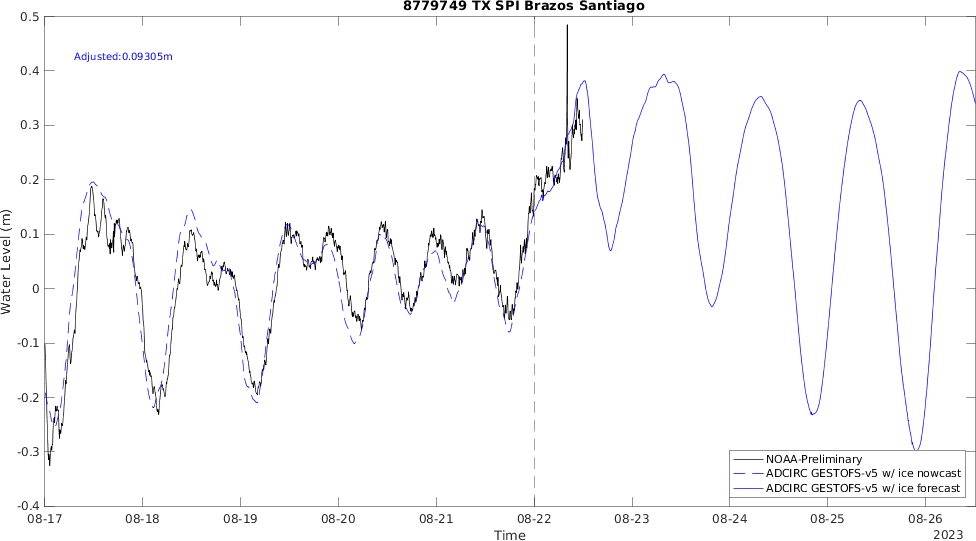 8779749 TX SPI Brazos Santiago
Adjusted:0.09305m
0.5
0.4
0.3
0.2
0.1
0
-0.1
-0.2
-0.3
-0.4
Water Level (m)
NOAA-Preliminary
ADCIRC GESTOFS-v5 w/ ice nowcast
ADCIRC GESTOFS-v5 w/ ice forecast
08-17 08-18 08-19 08-20 08-21 08-22 08-23 08-24 08-25 08-26
Time
2023